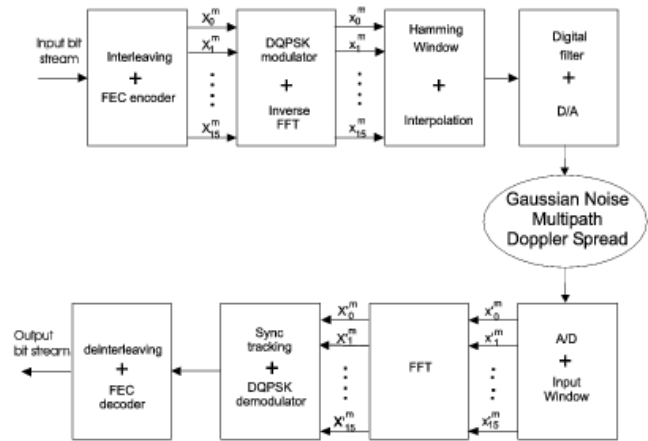 Input bit stream
Interleaving
+
FEC encoder
X₀ᵐ
X₁ᵐ
X₁₅ᵐ
DQPSK
modulator
+
Inverse
FFT
x₀ᵐ
x₁ᵐ
x₁₅ᵐ
Hamming
Window
+
Interpolation
Digital
filter
+
D/A
Gaussian Noise
Multipath
Doppler Spread
A/D
+
Input
Window
x'₀ᵐ
x'₁ᵐ
x'₁₅ᵐ
FFT
X'₀ᵐ
X'₁ᵐ
X'₁₅ᵐ
Sync
tracking
+
DQPSK
demodulator
deinterleaving
+
FEC
decoder
Output
bit stream